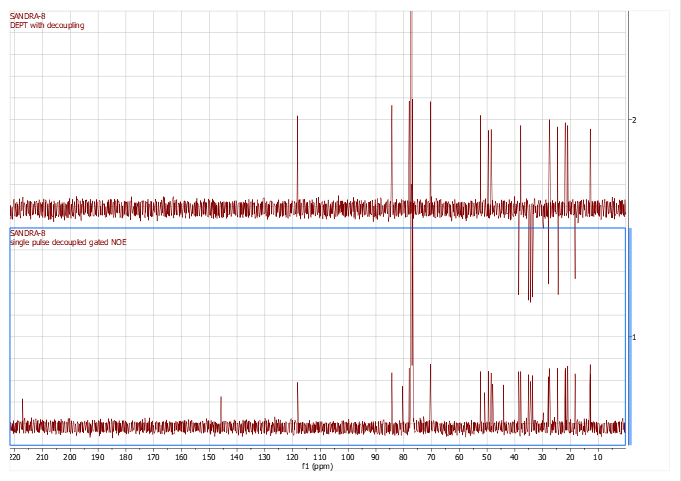 SANDRA-8
DEPT with decoupling
2
SANDRA-8
single pulse decoupled gated NOE
1
220 210 200 190 180 170 160 150 140 130 120 110 100 90 80 70 60 50 40 30 20 10
f1 (ppm)